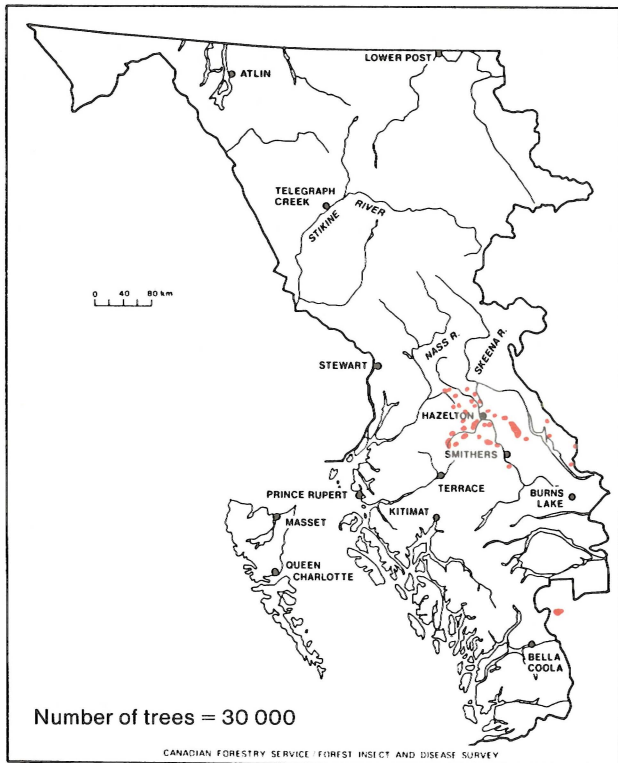 ATLIN
LOWER POST
TELEGRAPH
CREEK
STIKINE RIVER
0 40 80 km
STEWART
NASS R.
SKEENA R.
HAZELTON
SMITHERS
TERRACE
PRINCE RUPERT
BURNS
LAKE
KITIMAT
MASSET
QUEEN
CHARLOTTE
BELLA
COOLA
Number of trees = 30 000
CANADIAN FORESTRY SERVICE FOREST INSECT AND DISEASE SURVEY